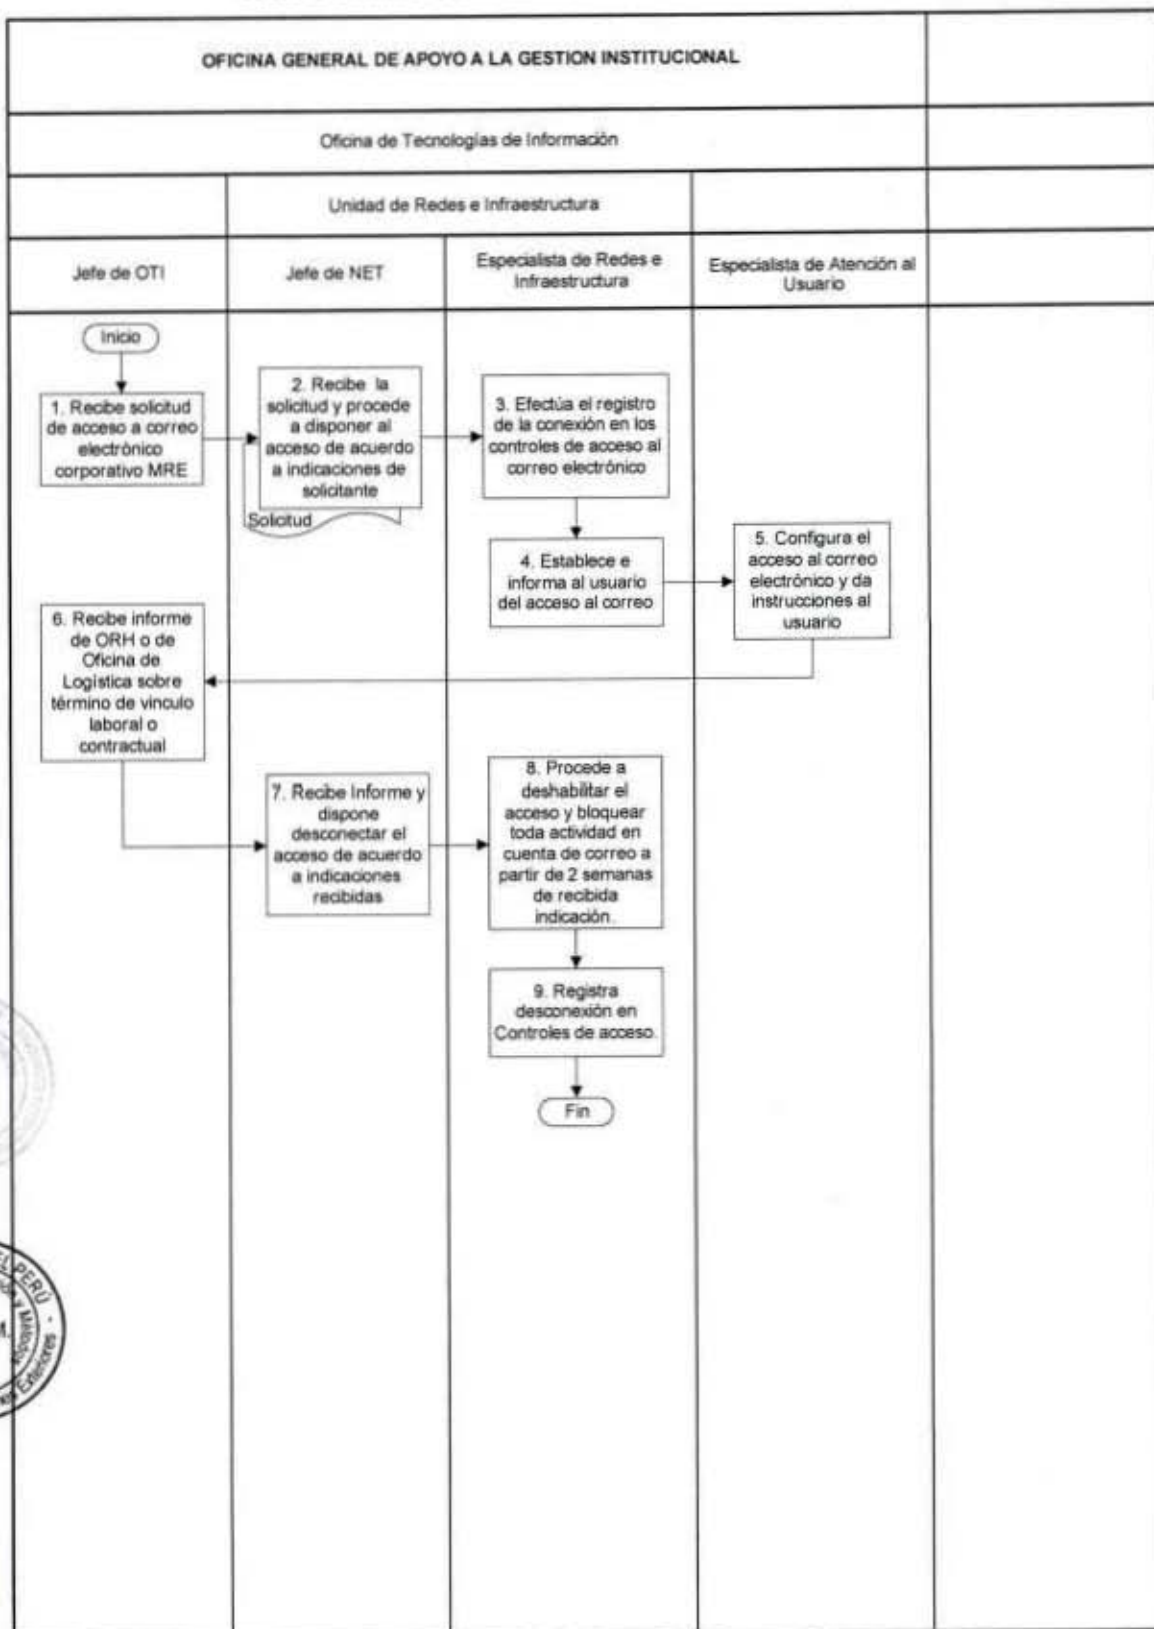 OFICINA GENERAL DE APOYO A LA GESTION INSTITUCIONAL
Oficina de Tecnologías de Información
Unidad de Redes e Infraestructura
Jefe de OTI
Jefe de NET
Especialista de Redes e
Infraestructura
Especialista de Atención al
Usuario
Inicio
1. Recibe solicitud
de acceso a correo
electrónico
corporativo MRE
2. Recibe la
solicitud y procede
a disponer al
acceso de acuerdo
a indicaciones de
solicitante
Solicitud
3. Efectúa el registro
de la conexión en los
controles de acceso al
correo electrónico
4. Establece e
informa al usuario
del acceso al correo
5. Configura el
acceso al correo
electrónico y da
instrucciones al
usuario
6. Recibe informe
de ORH o de
Oficina de
Logística sobre
término de vinculo
laboral o
contractual
7. Recibe Informe y
dispone
desconectar el
acceso de acuerdo
a indicaciones
recibidas
8. Procede a
deshabilitar el
acceso y bloquear
toda actividad en
cuenta de correo a
partir de 2 semanas
de recibida
indicación.
9. Registra
desconexión en
Controles de acceso.
Fin
PERÚ
y Métodos
Exteriores